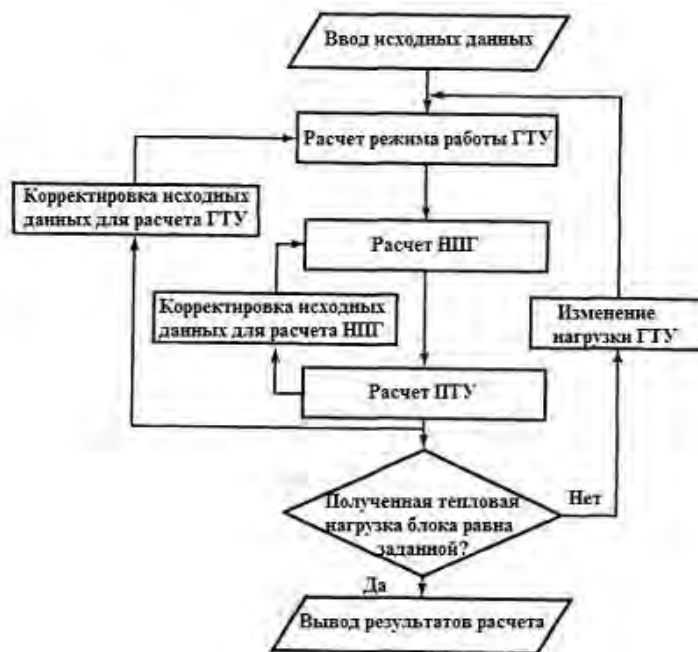 Ввод исходных данных
Расчет режима работы ГТУ
Корректировка исходных
данных для расчета ГТУ
Расчет НПГ
Корректировка исходных
данных для расчета НПГ
Изменение
нагрузки ГТУ
Расчет ПТУ
Полученная тепловая
нагрузка блока равна
заданной?
Нет
Да
Вывод результатов расчета